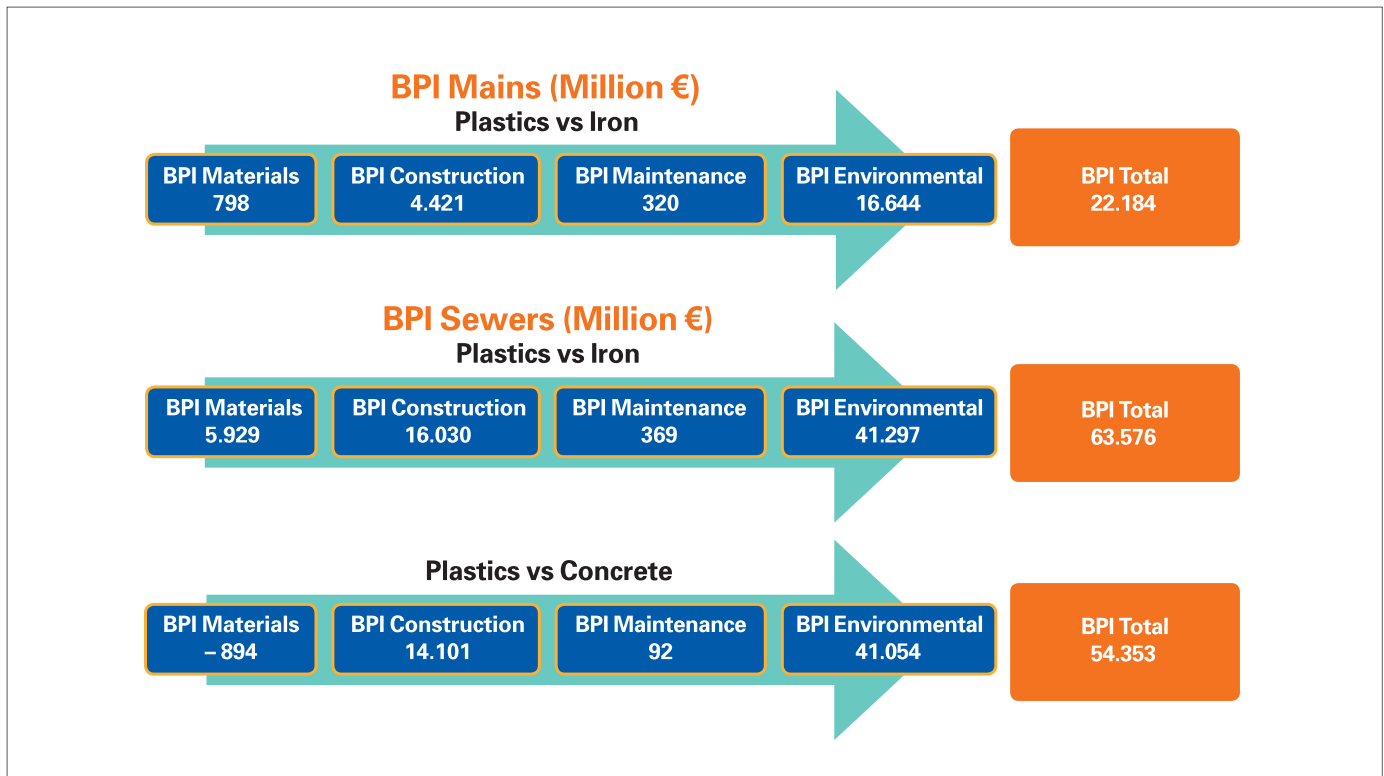 BPI Mains (Million €)
Plastics vs Iron
BPI Materials
798
BPI Construction
4.421
BPI Maintenance
320
BPI Environmental
16.644
BPI Total
22.184
BPI Sewers (Million €)
Plastics vs Iron
BPI Materials
5.929
BPI Construction
16.030
BPI Maintenance
369
BPI Environmental
41.297
BPI Total
63.576
Plastics vs Concrete
BPI Materials
– 894
BPI Construction
14.101
BPI Maintenance
92
BPI Environmental
41.054
BPI Total
54.353